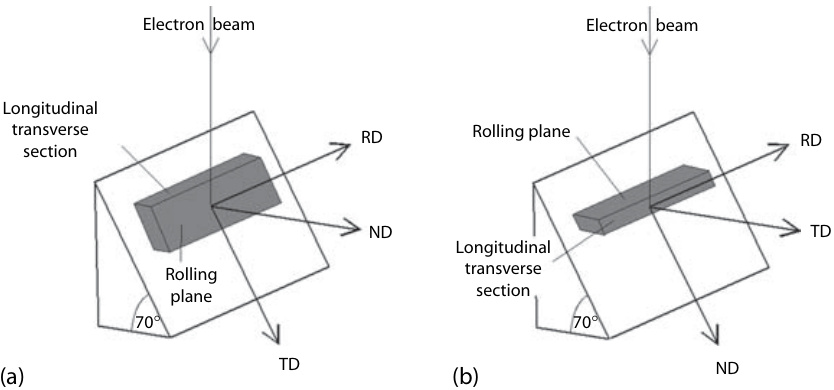 Electron beam
Longitudinal
transverse
section
RD
ND
Rolling
plane
70°
TD
(a)
Electron beam
Rolling plane
RD
TD
Longitudinal
transverse
section
70°
ND
(b)